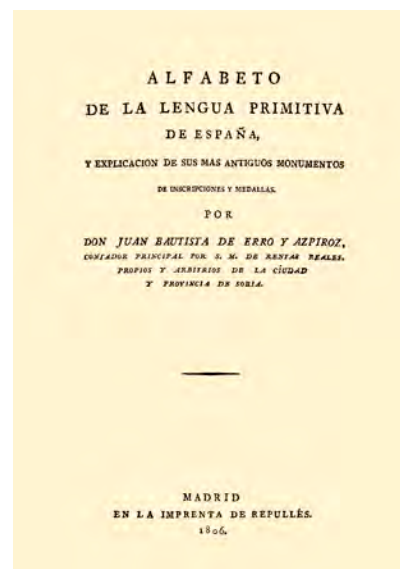 ALFABETO
DE LA LENGUA PRIMITIVA
DE ESPAÑA,
Y EXPLICACION DE SUS MAS ANTIGUOS MONUMENTOS
DE INSCRIPCIONES Y MEDALLAS.
POR
DON JUAN BAUTISTA DE ERRO Y AZPIROZ,
CONTADOR PRINCIPAL POR S. M. DE RENTAS REALES,
PROPIOS Y ARBITRIOS DE LA CIUDAD
Y PROVINCIA DE SORIA.
MADRID
EN LA IMPRENTA DE REPULLÉS.
1806.